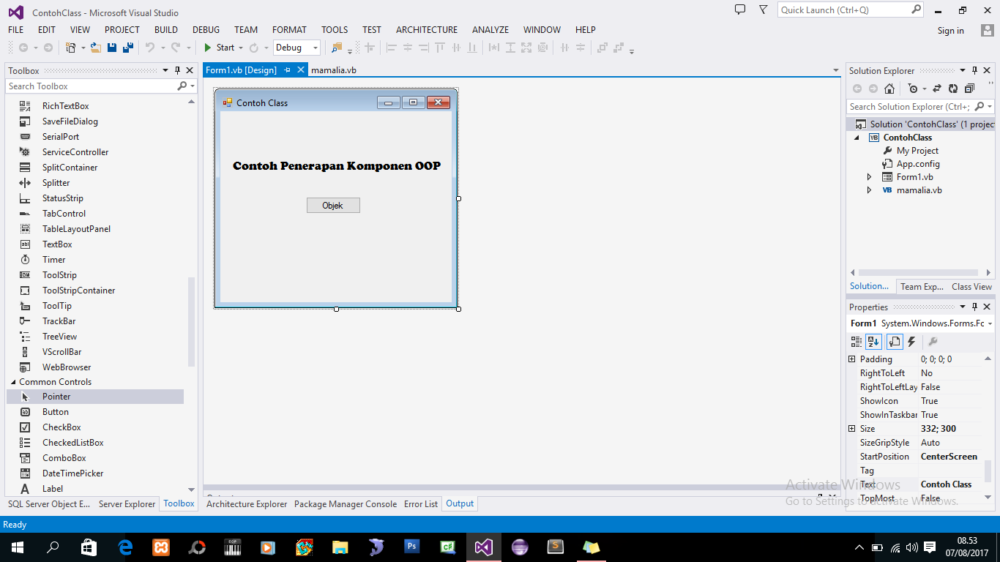 ContohClass - Microsoft Visual Studio
Quick Launch (Ctrl+Q)
FILE EDIT VIEW PROJECT BUILD DEBUG TEAM FORMAT TOOLS TEST ARCHITECTURE ANALYZE WINDOW HELP
Sign in
Start Debug
Toolbox
Search Toolbox
RichTextBox
SaveFileDialog
SerialPort
ServiceController
SplitContainer
Splitter
StatusStrip
TabControl
TableLayoutPanel
TextBox
Timer
ToolStrip
ToolStripContainer
ToolTip
TrackBar
TreeView
VScrollBar
WebBrowser
Common Controls
Pointer
Button
CheckBox
CheckedListBox
ComboBox
DateTimePicker
Label
SQL Server Object E... Server Explorer Toolbox
Form1.vb [Design] mamalia.vb
Contoh Class
Contoh Penerapan Komponen OOP
Objek
Architecture Explorer Package Manager Console Error List Output
Solution Explorer
Search Solution Explorer (Ctrl+;
Solution 'ContohClass' (1 projec
ContohClass
My Project
App.config
Form1.vb
mamalia.vb
Solution... Team Exp... Class View
Properties
Form1 System.Windows.Forms.Fc
Padding 0; 0; 0; 0
RightToLeft No
RightToLeftLay False
ShowIcon True
ShowInTaskbar True
Size 332; 300
SizeGripStyle Auto
StartPosition CenterScreen
Tag
Text Contoh Class
TopMost False
Activate Windows
Go to Settings to activate Windows.
Ready
08.53
07/08/2017